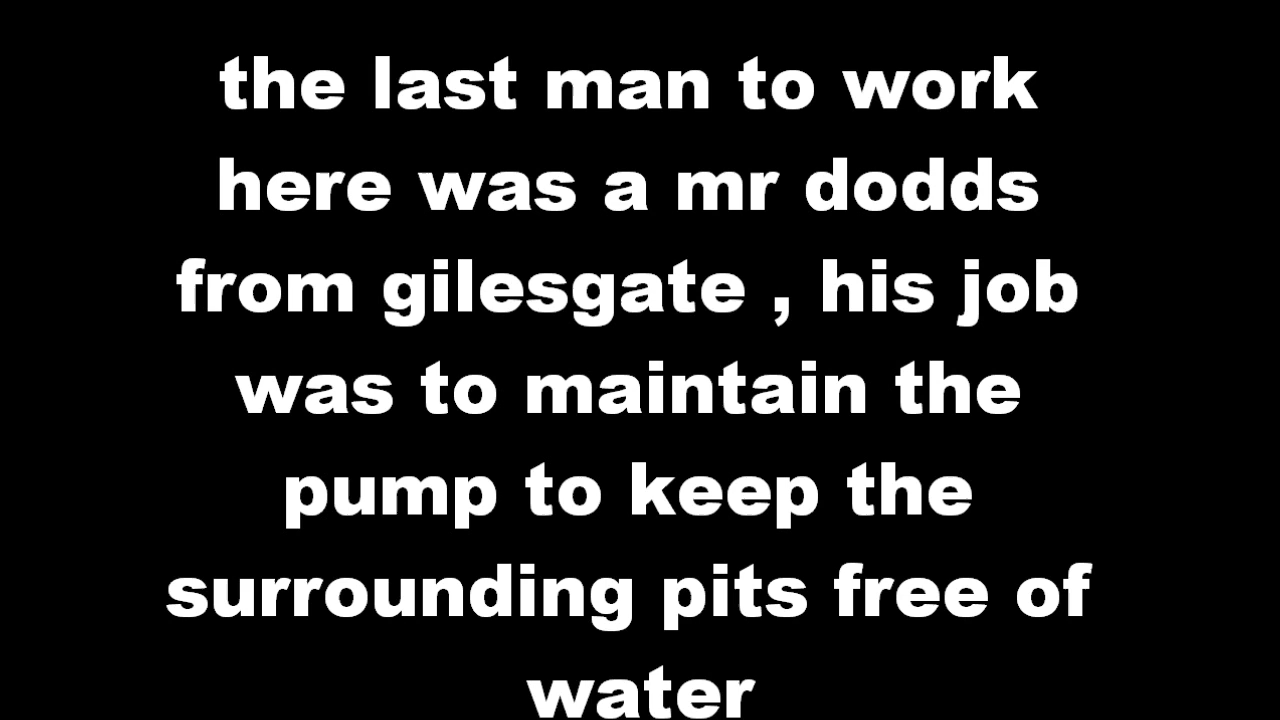 the last man to work
here was a mr dodds
from gilesgate , his job
was to maintain the
pump to keep the
surrounding pits free of
water